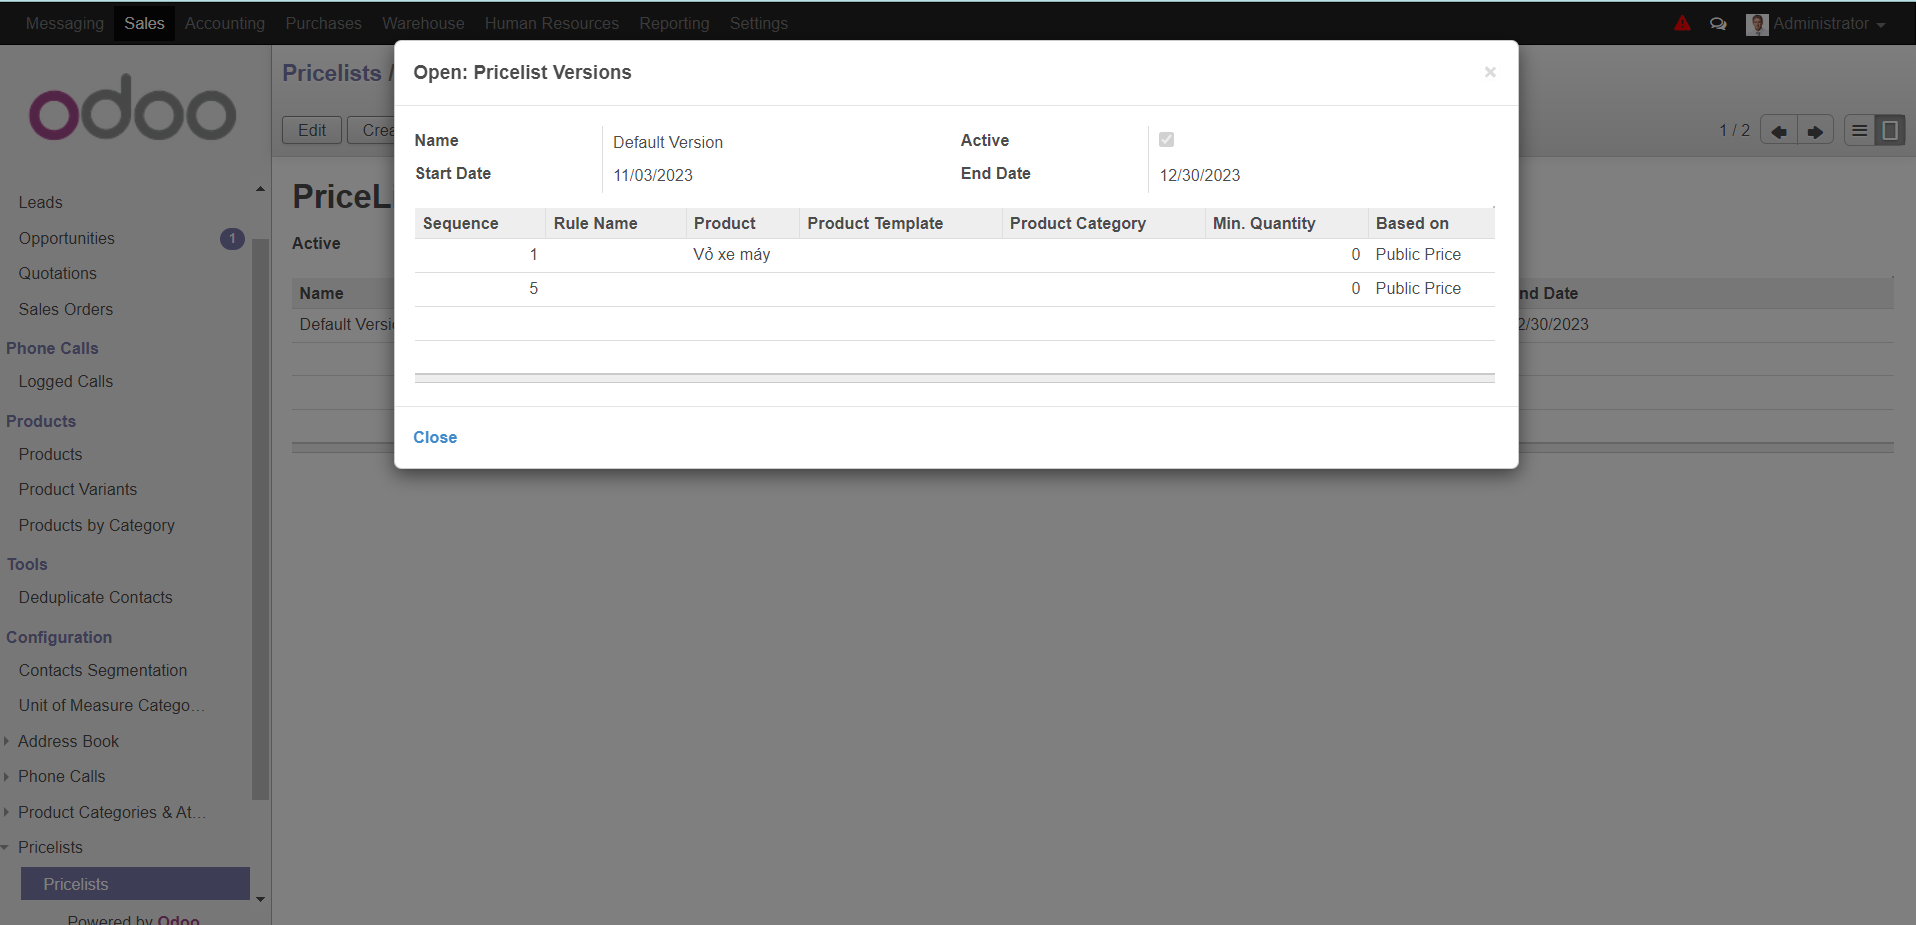 Messaging Sales Accounting Purchases Warehouse Human Resources Reporting Settings Administrator
odoo
Leads
Opportunities 1
Quotations
Sales Orders
Phone Calls
Logged Calls
Products
Products
Product Variants
Products by Category
Tools
Deduplicate Contacts
Configuration
Contacts Segmentation
Unit of Measure Catego...
Address Book
Phone Calls
Product Categories & At...
Pricelists
Pricelists
Powered by Odoo
Pricelists /
Edit Crea
1 / 2
PriceL
Active
Name nd Date
Default Versi 2/30/2023
Open: Pricelist Versions ×
Name Default Version Active
Start Date 11/03/2023 End Date 12/30/2023
Sequence Rule Name Product Product Template Product Category Min. Quantity Based on
1 Vỏ xe máy 0 Public Price
5 0 Public Price
Close